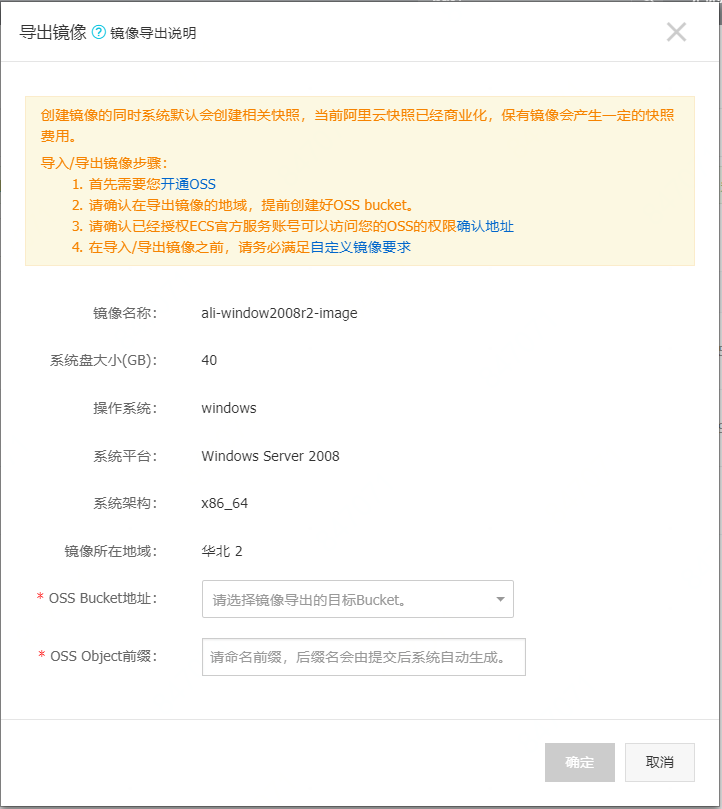 导出镜像 ? 镜像导出说明
创建镜像的同时系统默认会创建相关快照，当前阿里云快照已经商业化，保有镜像会产生一定的快照
费用。
导入/导出镜像步骤：
1. 首先需要您开通OSS
2. 请确认在导出镜像的地域，提前创建好OSS bucket。
3. 请确认已经授权ECS官方服务账号可以访问您的OSS的权限确认地址
4. 在导入/导出镜像之前，请务必满足自定义镜像要求
镜像名称： ali-window2008r2-image
系统盘大小(GB)： 40
操作系统： windows
系统平台： Windows Server 2008
系统架构： x86_64
镜像所在地域： 华北 2
* OSS Bucket地址： 请选择镜像导出的目标Bucket。
* OSS Object前缀： 请命名前缀，后缀名会由提交后系统自动生成。
确定 取消